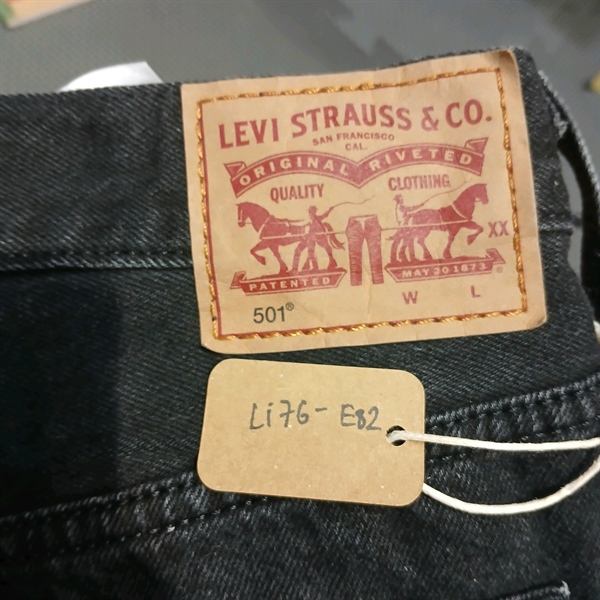 LEVI STRAUSS & CO.
SAN FRANCISCO
CAL.
ORIGINAL RIVETED
QUALITY CLOTHING
XX
PATENTED MAY 20 1873 ®
W L
501®
Li76-E82